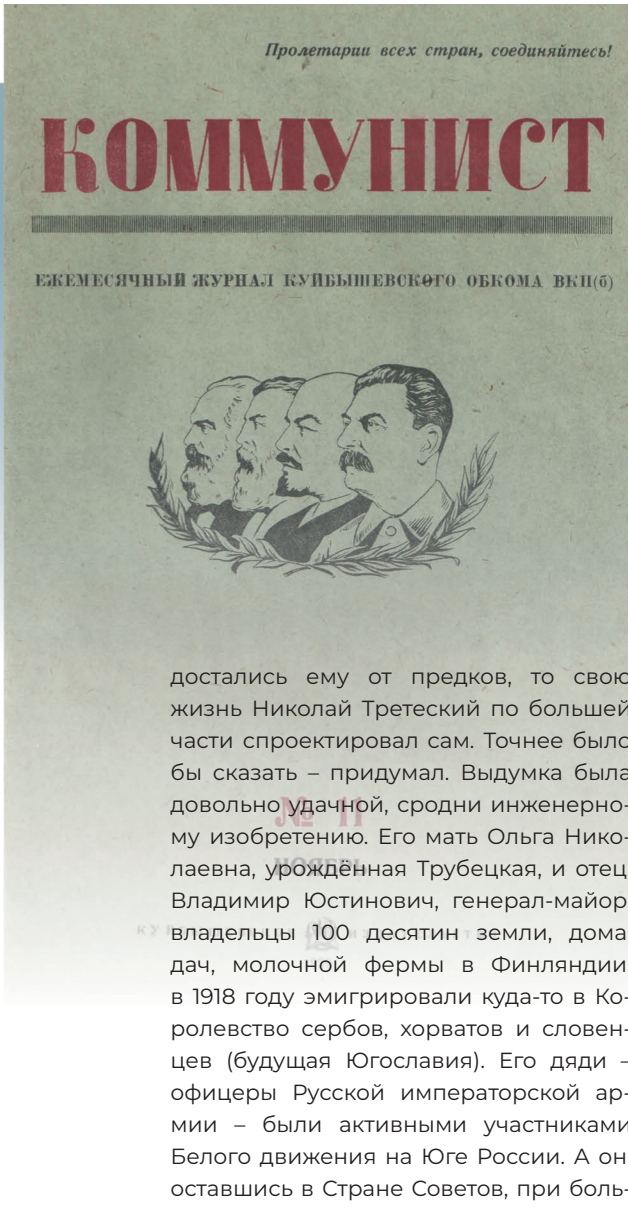 Пролетарии всех стран, соединяйтесь!
КОММУНИСТ
ЕЖЕМЕСЯЧНЫЙ ЖУРНАЛ КУЙБЫШЕВСКОГО ОБКОМА ВКП(б)
достались ему от предков, то свою
жизнь Николай Третеский по большей
части спроектировал сам. Точнее было
бы сказать – придумал. Выдумка была
довольно удачной, сродни инженерно-
№ 11
му изобретению. Его мать Ольга Нико-
лаевна, урождённая Трубецкая, и отец
НОЯБРЬ
Владимир Юстинович, генерал-майор
владельцы 100 десятин земли, дома
дач, молочной фермы в Финляндии
в 1918 году эмигрировали куда-то в Ко-
ролевство сербов, хорватов и словен-
цев (будущая Югославия). Его дяди –
офицеры Русской императорской ар-
мии – были активными участниками
Белого движения на Юге России. А он
оставшись в Стране Советов, при боль-